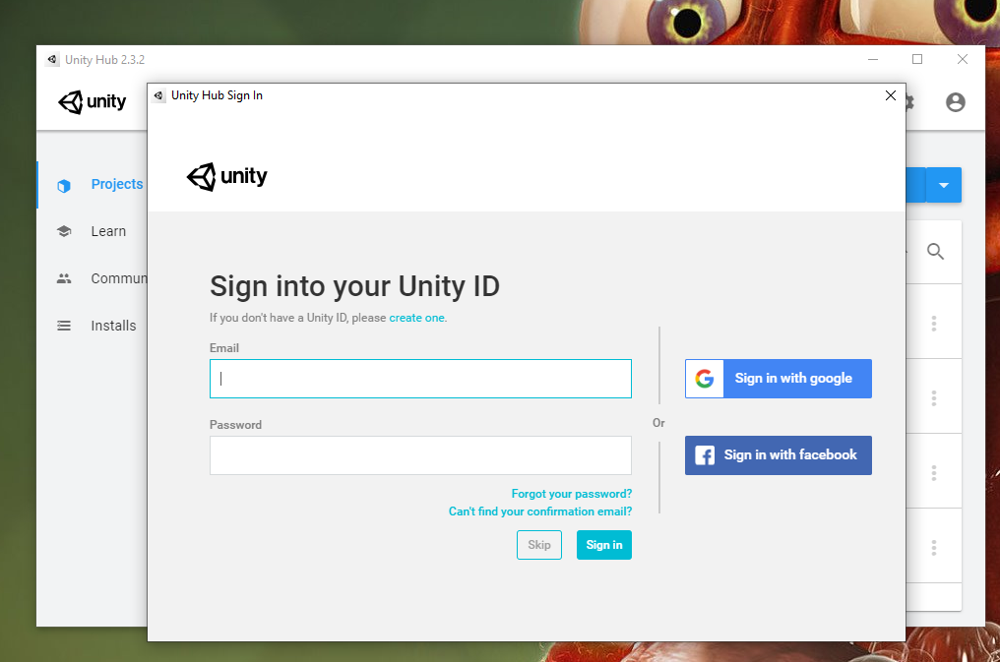 Unity Hub 2.3.2
unity
Unity Hub Sign In
unity
Projects
Learn
Commun
Installs
Sign into your Unity ID
If you don't have a Unity ID, please create one.
Email
Password
Forgot your password?
Can't find your confirmation email?
Skip
Sign in
Or
Sign in with google
Sign in with facebook